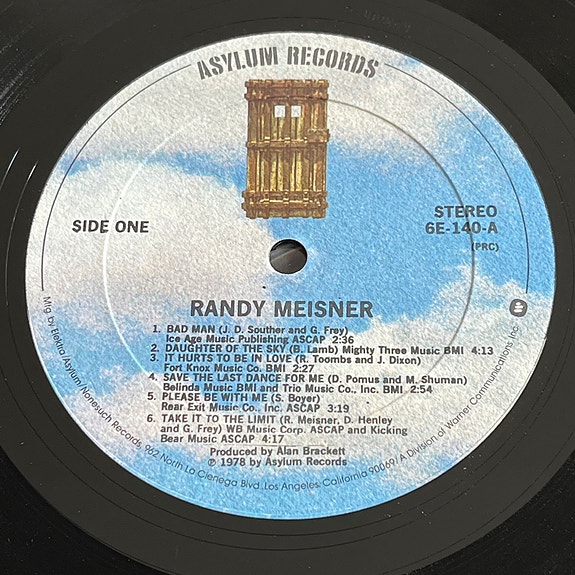 ASYLUM RECORDS
SIDE ONE
STEREO
6E-140-A
(PRC)
RANDY MEISNER
1. BAD MAN (J. D. Souther and G. Frey)
Ice Age Music Publishing ASCAP 2:36
2. DAUGHTER OF THE SKY (B. Lamb) Mighty Three Music BMI 4:13
3. IT HURTS TO BE IN LOVE (R. Toombs and J. Dixon)
Fort Knox Music Co. BMI 2:27
4. SAVE THE LAST DANCE FOR ME (D. Pomus and M. Shuman)
Belinda Music BMI and Trio Music Co., Inc. BMI 2:54
5. PLEASE BE WITH ME (S. Boyer)
Rear Exit Music Co., Inc. ASCAP 3:19
6. TAKE IT TO THE LIMIT (R. Meisner, D. Henley
and G. Frey) WB Music Corp. ASCAP and Kicking
Bear Music ASCAP 4:17
Produced by Alan Brackett
℗ 1978 by Asylum Records
Mfg. by Elektra/Asylum/Nonesuch Records, 962 North La Cienega Blvd., Los Angeles, California 90069/A Division of Warner Communications, Inc.